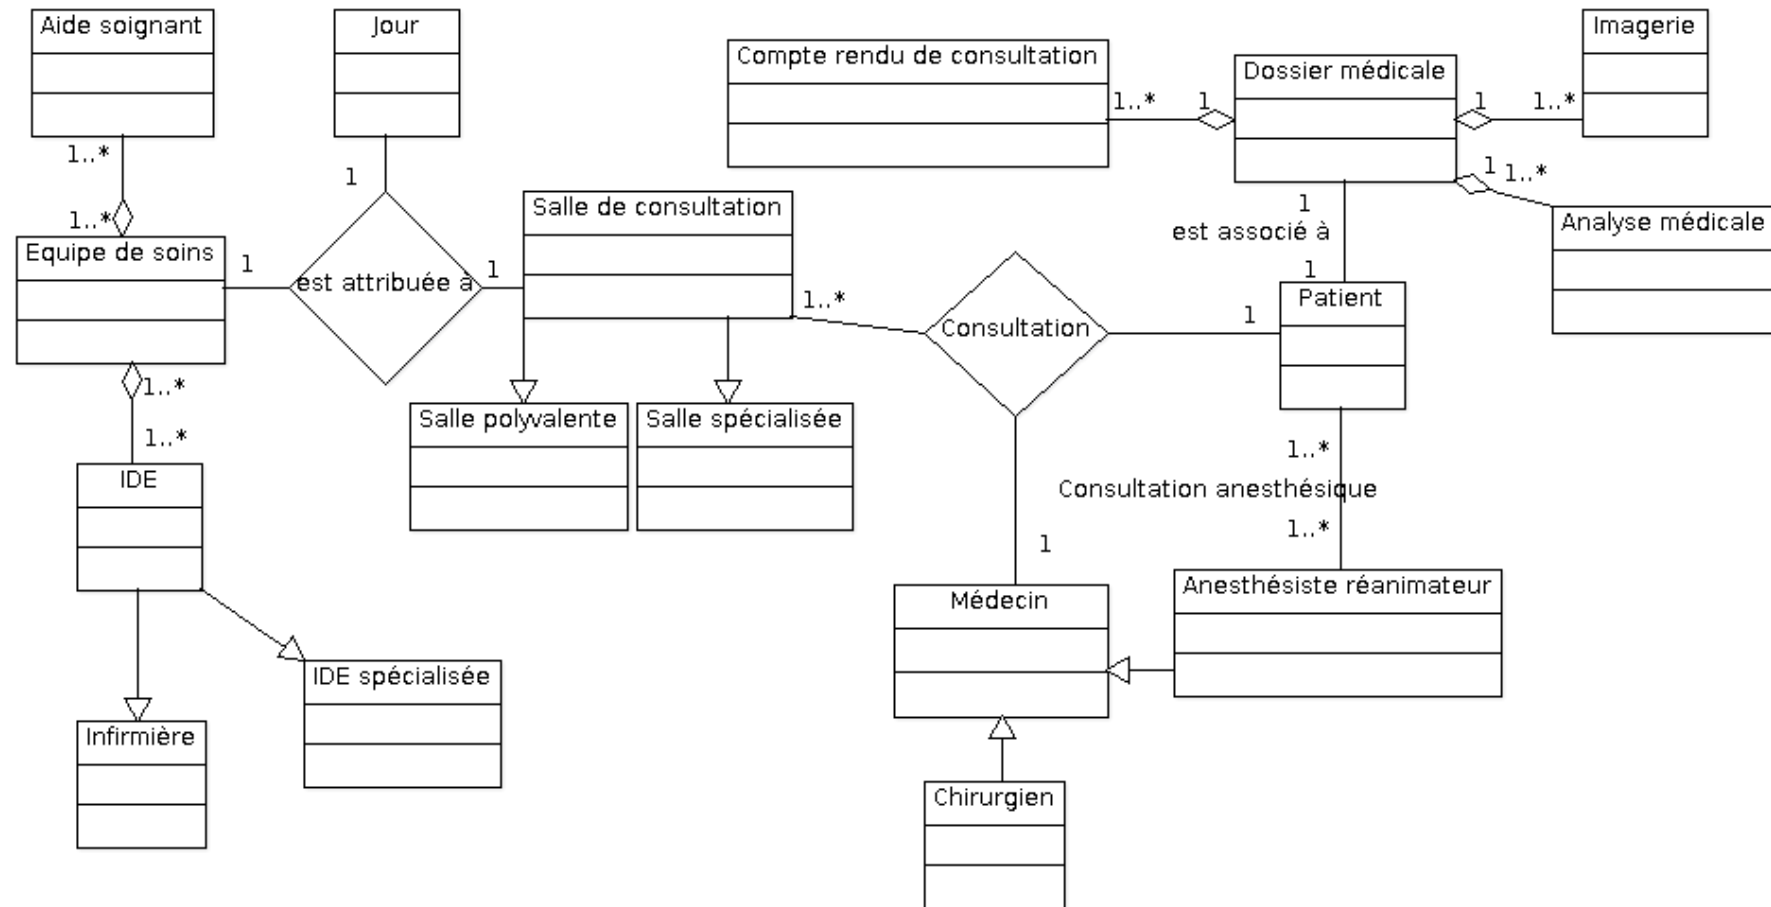 Aide soignant
Jour
Compte rendu de consultation
Dossier médicale
Imagerie
1..*
1
1
1..*
1..*
1
1
1..*
1..*
Salle de consultation
1
est associé à
Analyse médicale
Equipe de soins
1
est attribuée à
1
1..*
Consultation
1
1
Patient
1..*
1..*
Salle polyvalente
Salle spécialisée
1..*
IDE
Consultation anesthésique
1..*
1
Médecin
Anesthésiste réanimateur
IDE spécialisée
Infirmière
Chirurgien